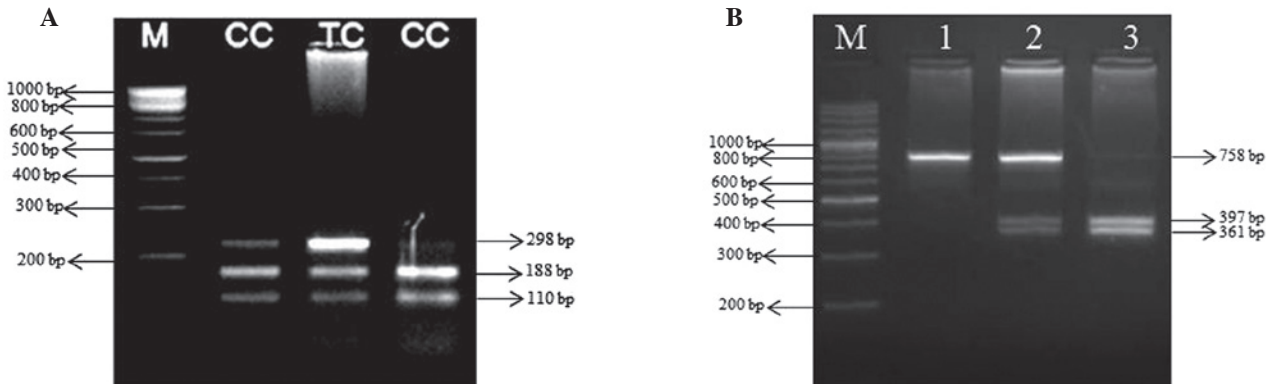 A
M CC TC CC
1000 bp
800 bp
600 bp
500 bp
400 bp
300 bp
200 bp
298 bp
188 bp
110 bp
B
M 1 2 3
1000 bp
800 bp
600 bp
500 bp
400 bp
300 bp
200 bp
758 bp
397 bp
361 bp